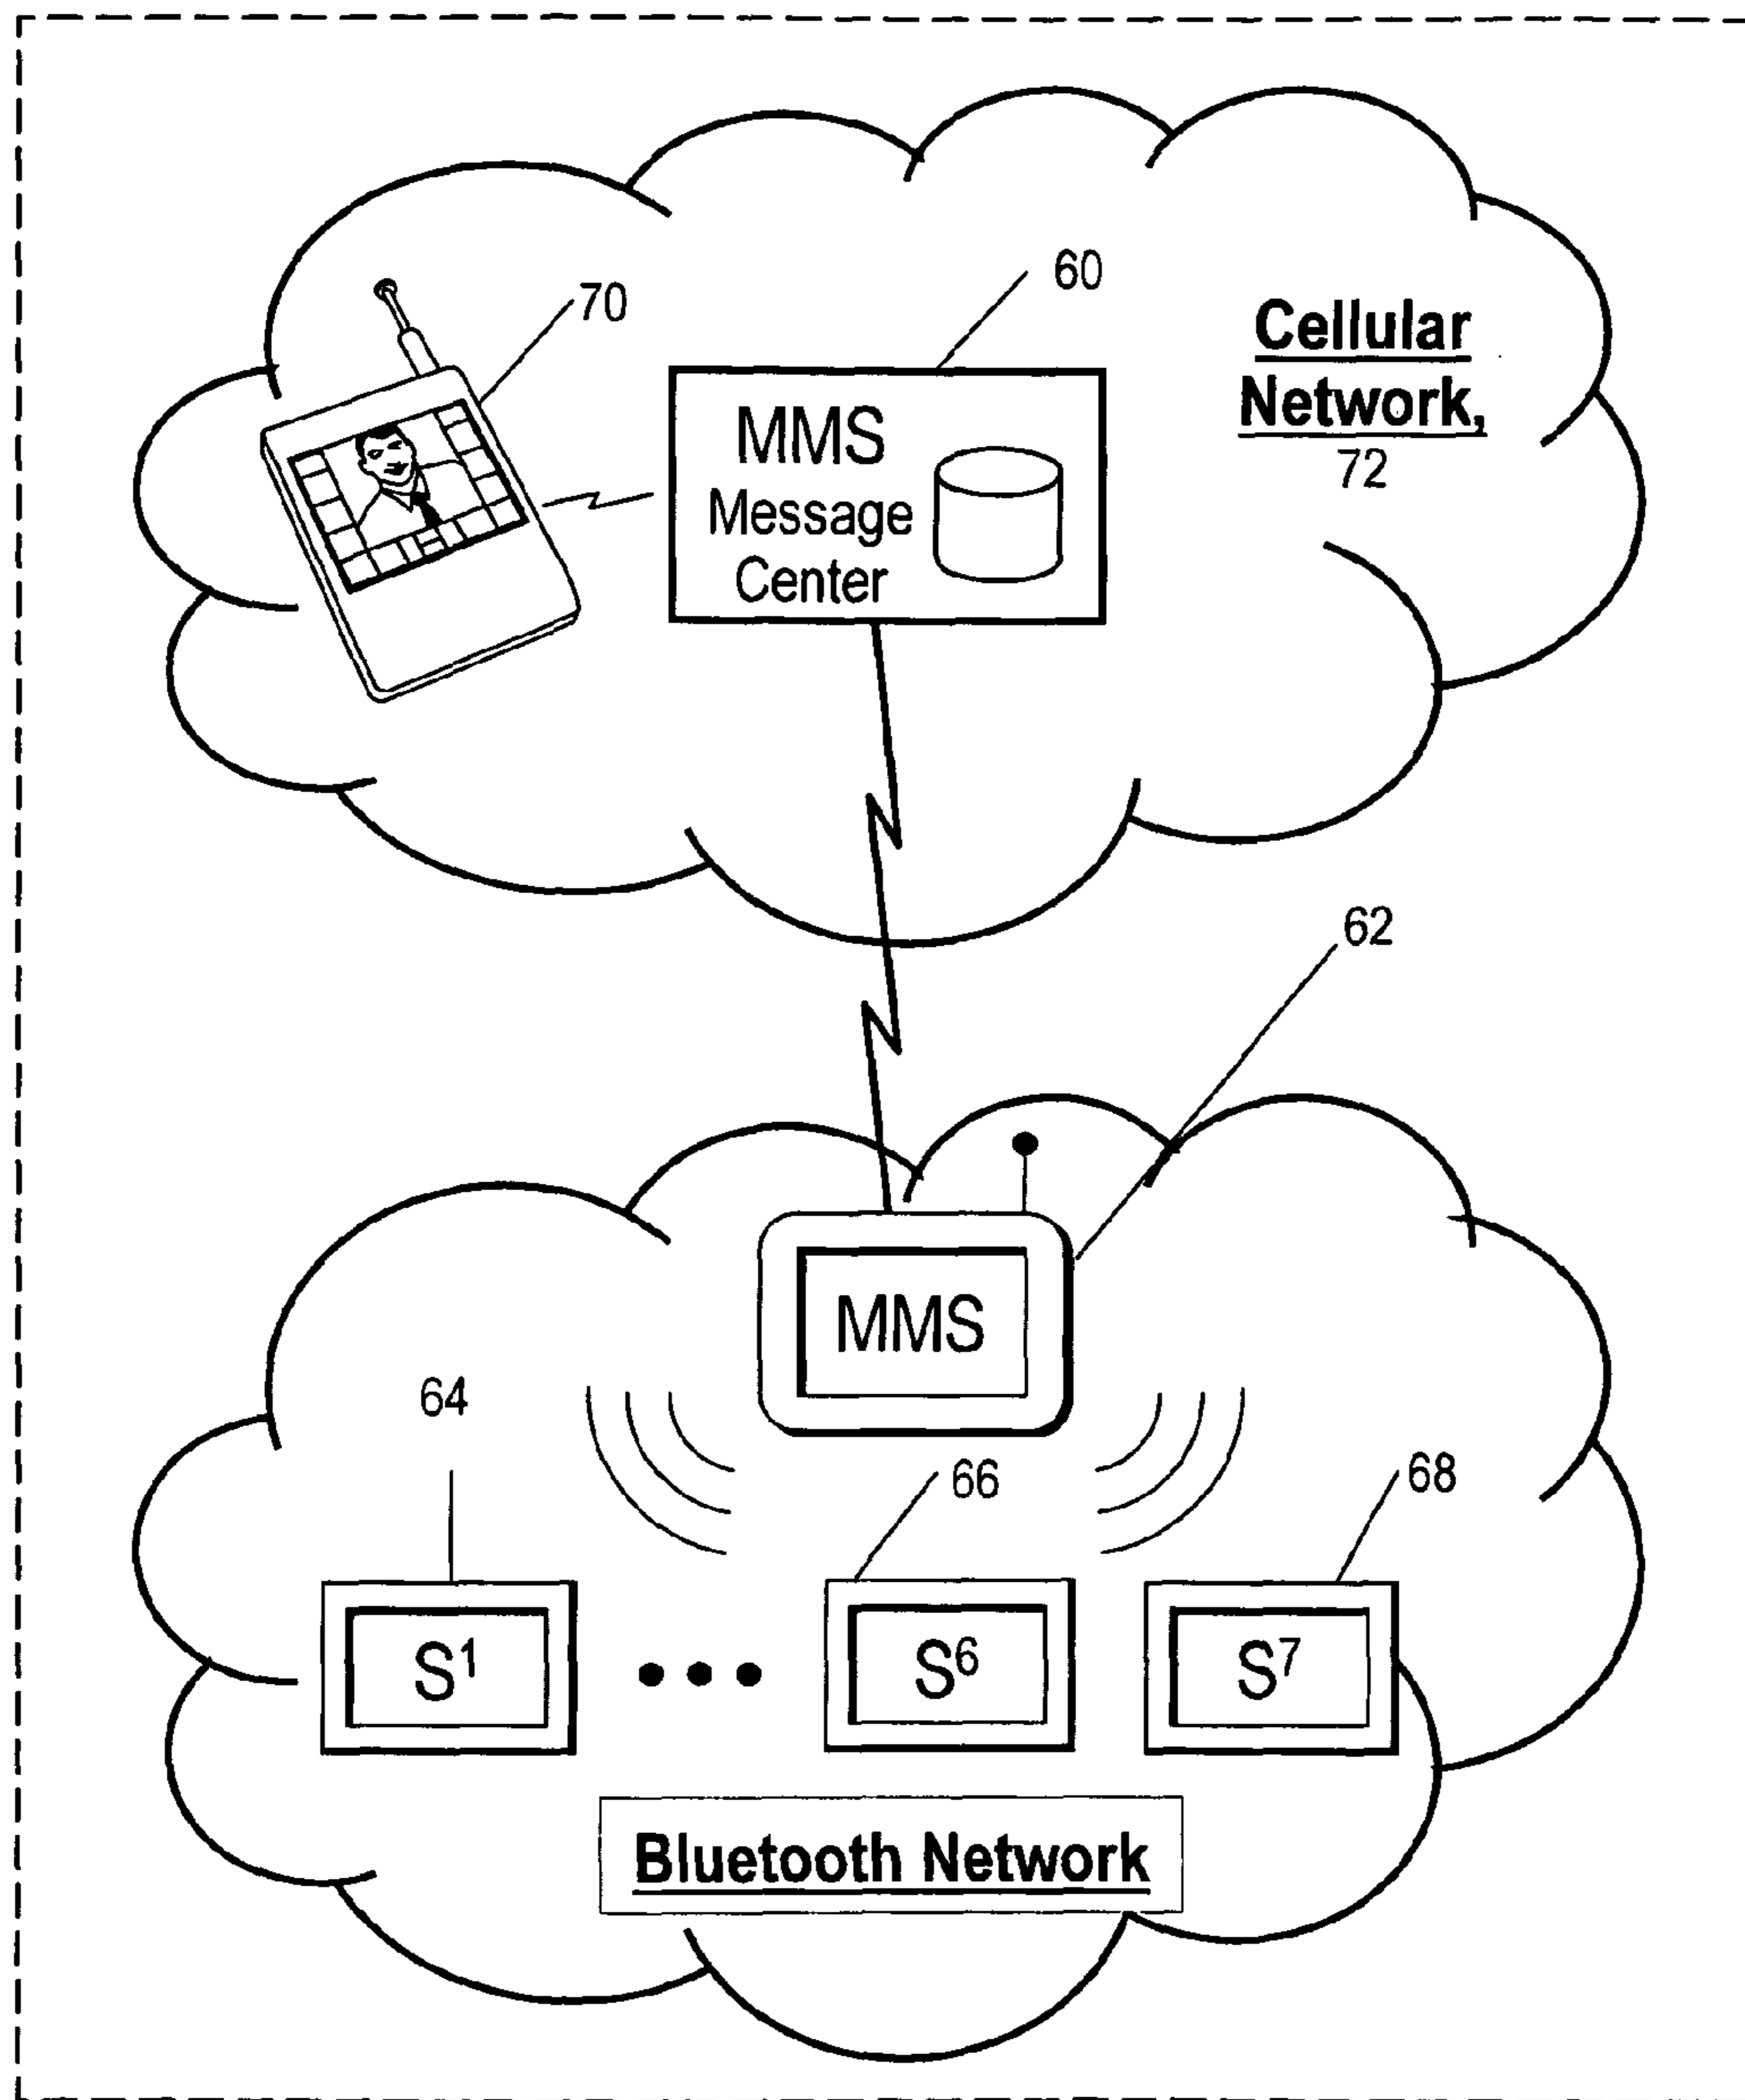 70
60
Cellular
Network,
72
MMS
Message
Center
62
MMS
64
66
68
S¹
S⁶
S⁷
Bluetooth Network